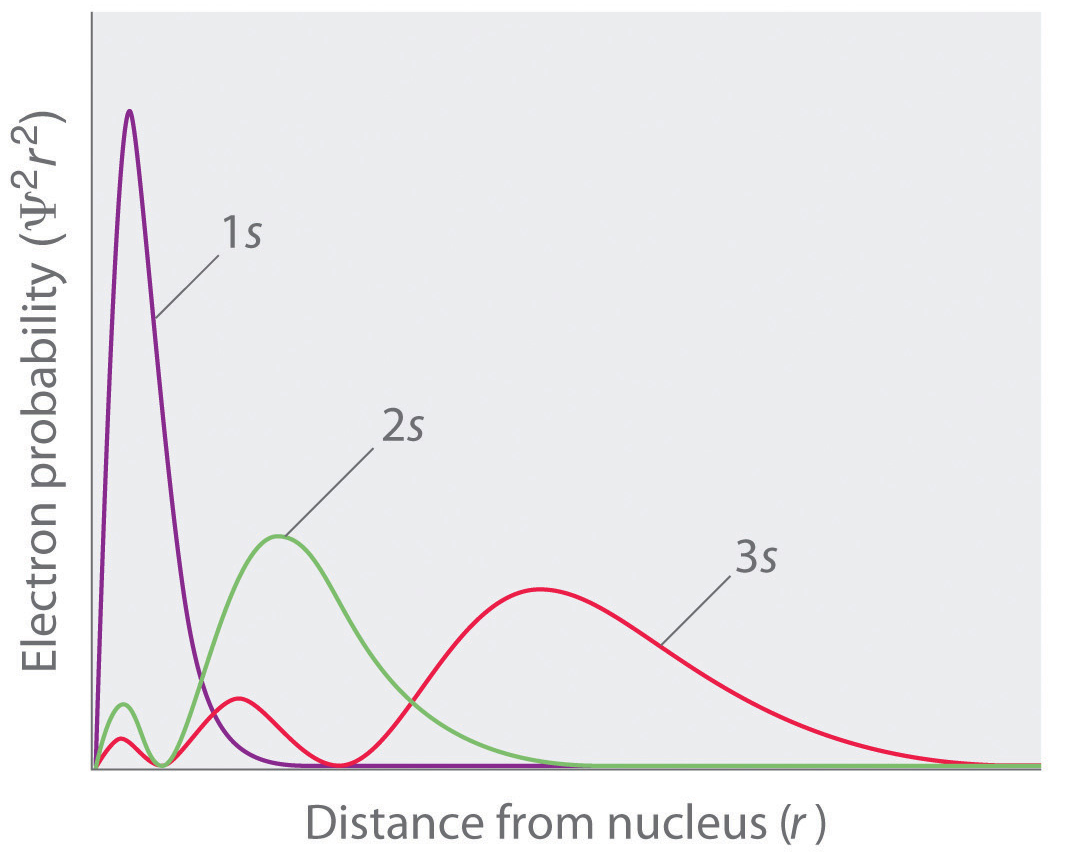 Electron probability (Ψ²r²)
1s
2s
3s
Distance from nucleus (r)